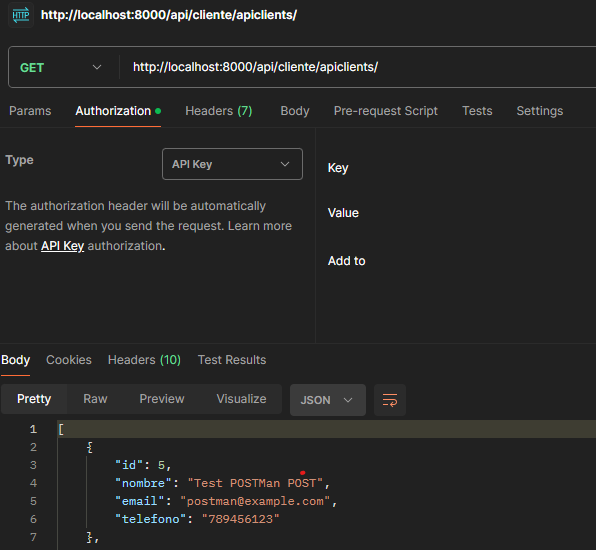 HTTP http://localhost:8000/api/cliente/apiclients/
GET http://localhost:8000/api/cliente/apiclients/
Params Authorization Headers (7) Body Pre-request Script Tests Settings
Type API Key
The authorization header will be automatically
generated when you send the request. Learn more
about API Key authorization.
Key
Value
Add to
Body Cookies Headers (10) Test Results
Pretty Raw Preview Visualize JSON
1 [
2 {
3 "id": 5,
4 "nombre": "Test POSTMan POST",
5 "email": "postman@example.com",
6 "telefono": "789456123"
7 },